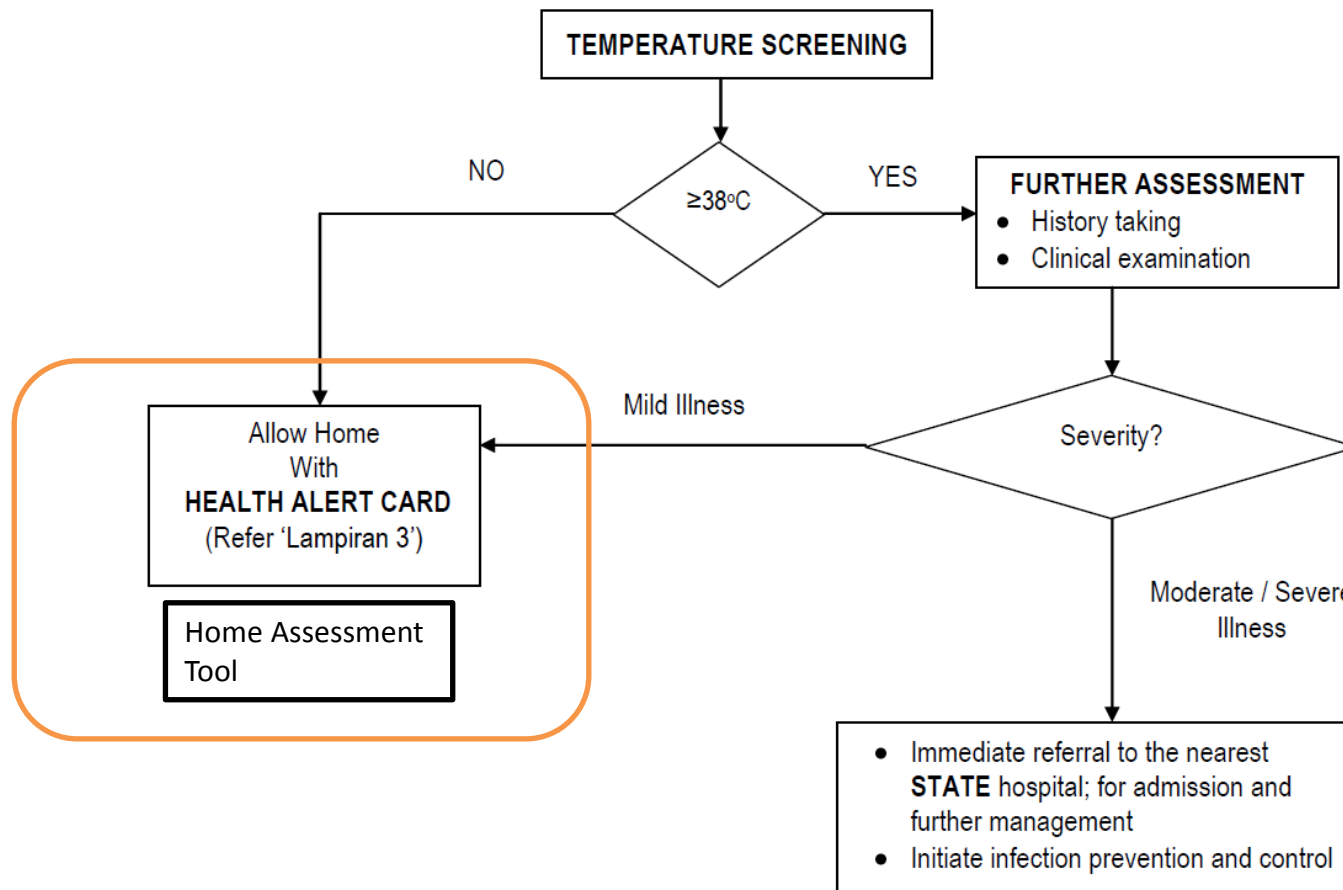 TEMPERATURE SCREENING
NO
≥38°C
YES
FURTHER ASSESSMENT
● History taking
● Clinical examination
Allow Home
With
HEALTH ALERT CARD
(Refer ‘Lampiran 3’)
Mild Illness
Severity?
Home Assessment
Tool
Moderate / Severe
Illness
● Immediate referral to the nearest
STATE hospital; for admission and
further management
● Initiate infection prevention and control